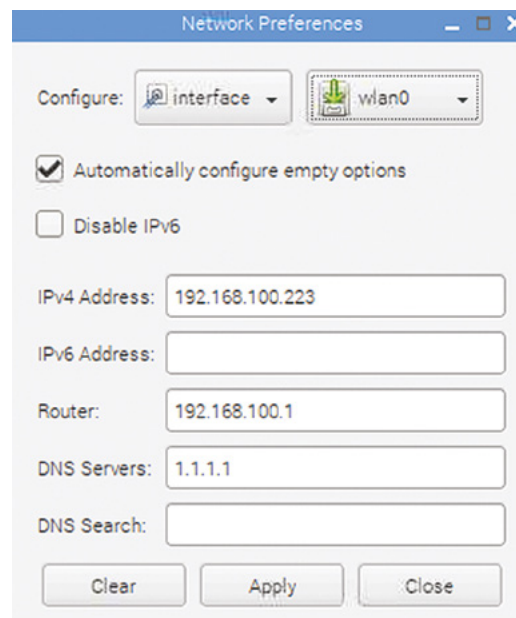 Network Preferences
Configure: interface wlan0
Automatically configure empty options
Disable IPv6
IPv4 Address: 192.168.100.223
IPv6 Address:
Router: 192.168.100.1
DNS Servers: 1.1.1.1
DNS Search:
Clear Apply Close